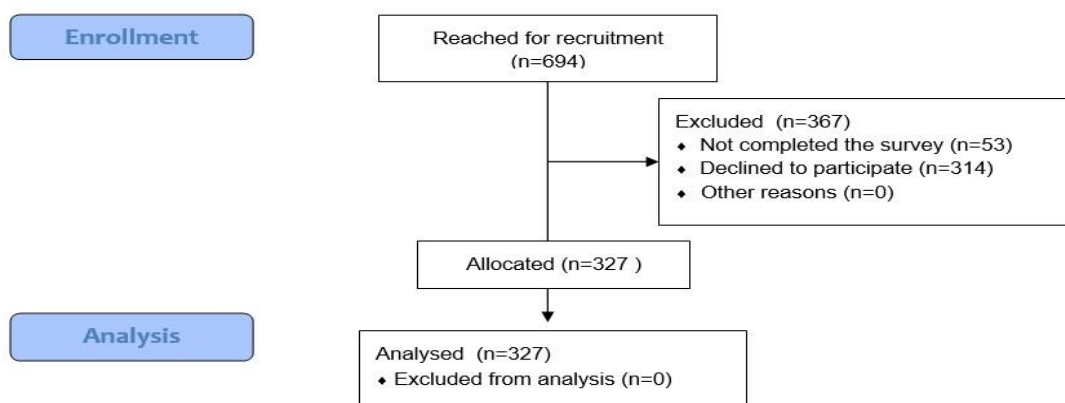 Enrollment
Reached for recruitment
(n=694)
Excluded (n=367)
⬥ Not completed the survey (n=53)
⬥ Declined to participate (n=314)
⬥ Other reasons (n=0)
Allocated (n=327 )
Analysis
Analysed (n=327)
⬥ Excluded from analysis (n=0)